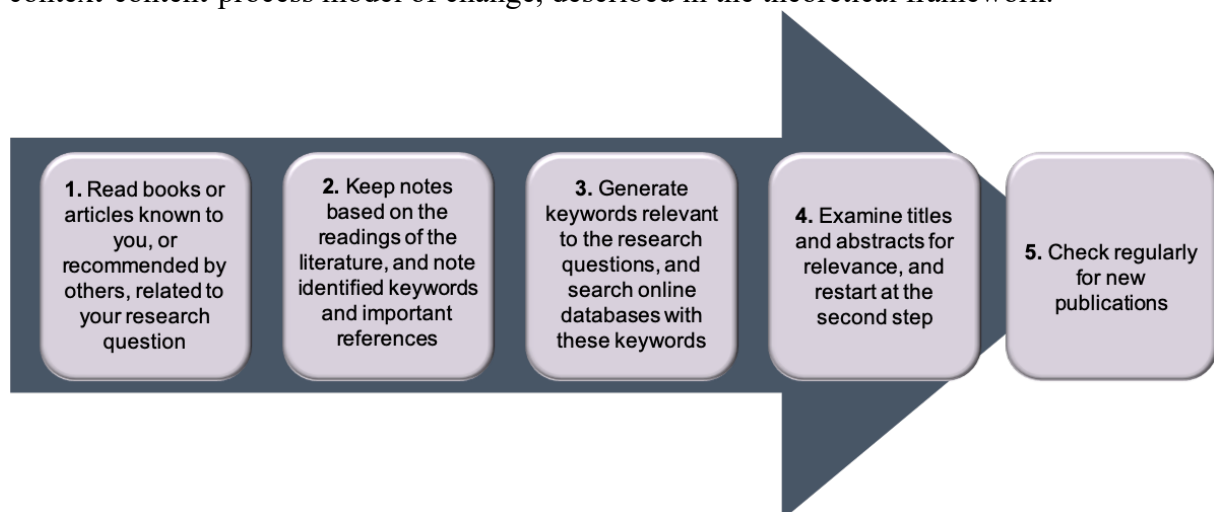 context-content-process model of change, described in the theoretical framework.
1. Read books or
articles known to
you, or
recommended by
others, related to
your research
question
2. Keep notes
based on the
readings of the
literature, and note
identified keywords
and important
references
3. Generate
keywords relevant
to the research
questions, and
search online
databases with
these keywords
4. Examine titles
and abstracts for
relevance, and
restart at the
second step
5. Check regularly
for new
publications